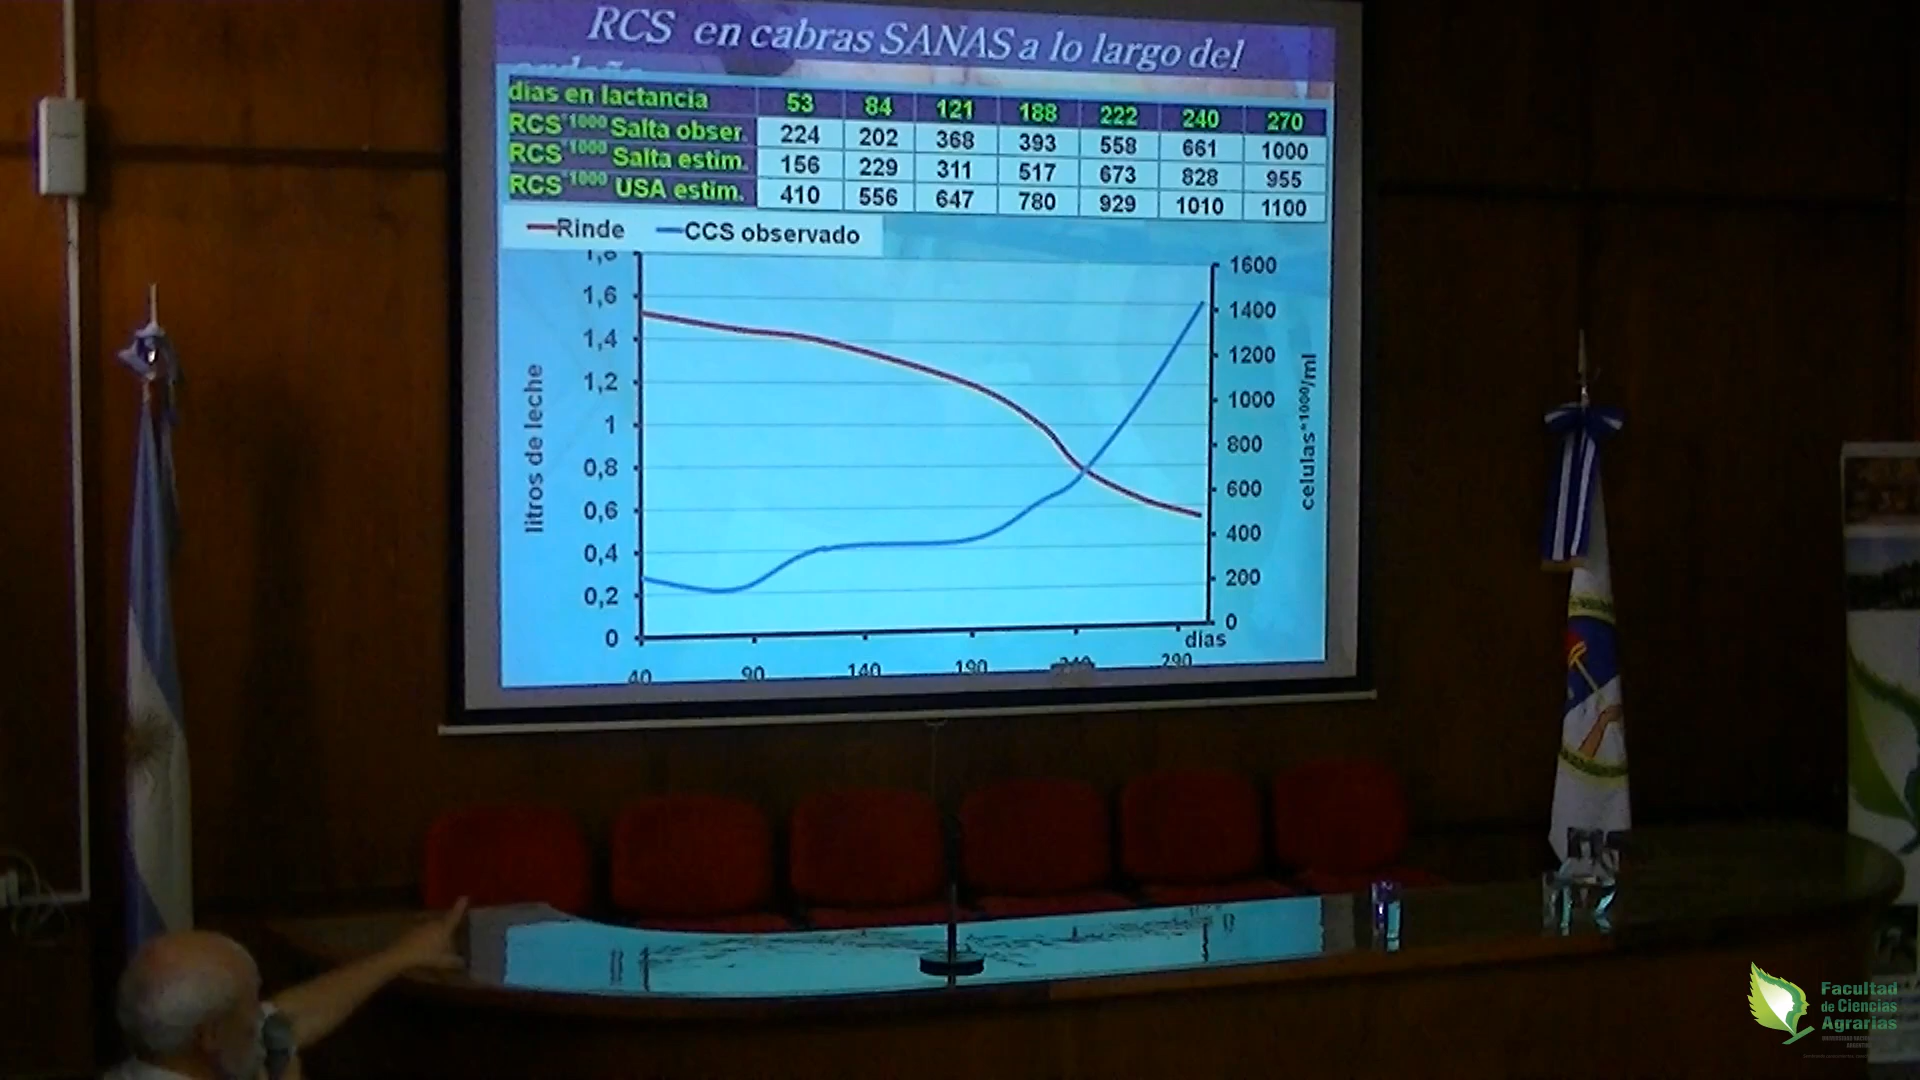 RCS en cabras SANAS a lo largo del
días en lactancia 53 84 121 188 222 240 270
RCS*1000 Salta obser. 224 202 368 393 558 661 1000
RCS*1000 Salta estim. 156 229 311 517 673 828 955
RCS*1000 USA estim. 410 556 647 780 929 1010 1100
Rinde CCS observado
litros de leche
1,8
1,6
1,4
1,2
1
0,8
0,6
0,4
0,2
0
1600
1400
1200
1000
800
600
400
200
0
celulas*1000/ml
días
40 90 140 190 240 290
Facultad
de Ciencias
Agrarias